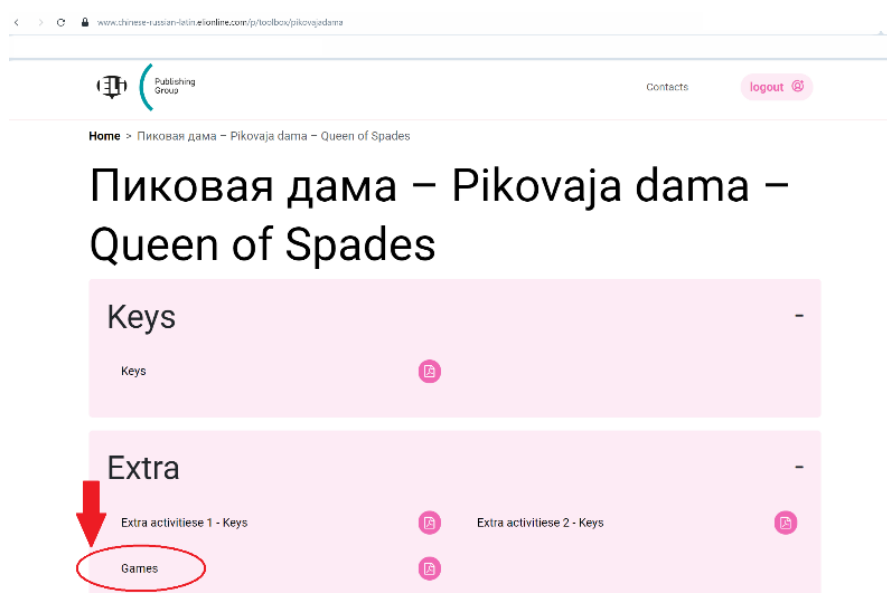 www.chinese-russian-latin.elionline.com/p/toolbox/pikovajadama
ELI Publishing
Group
Contacts
logout
Home > Пиковая дама – Pikovaja dama – Queen of Spades
Пиковая дама – Pikovaja dama –
Queen of Spades
Keys -
Keys
Extra -
Extra activitiese 1 - Keys
Extra activitiese 2 - Keys
Games